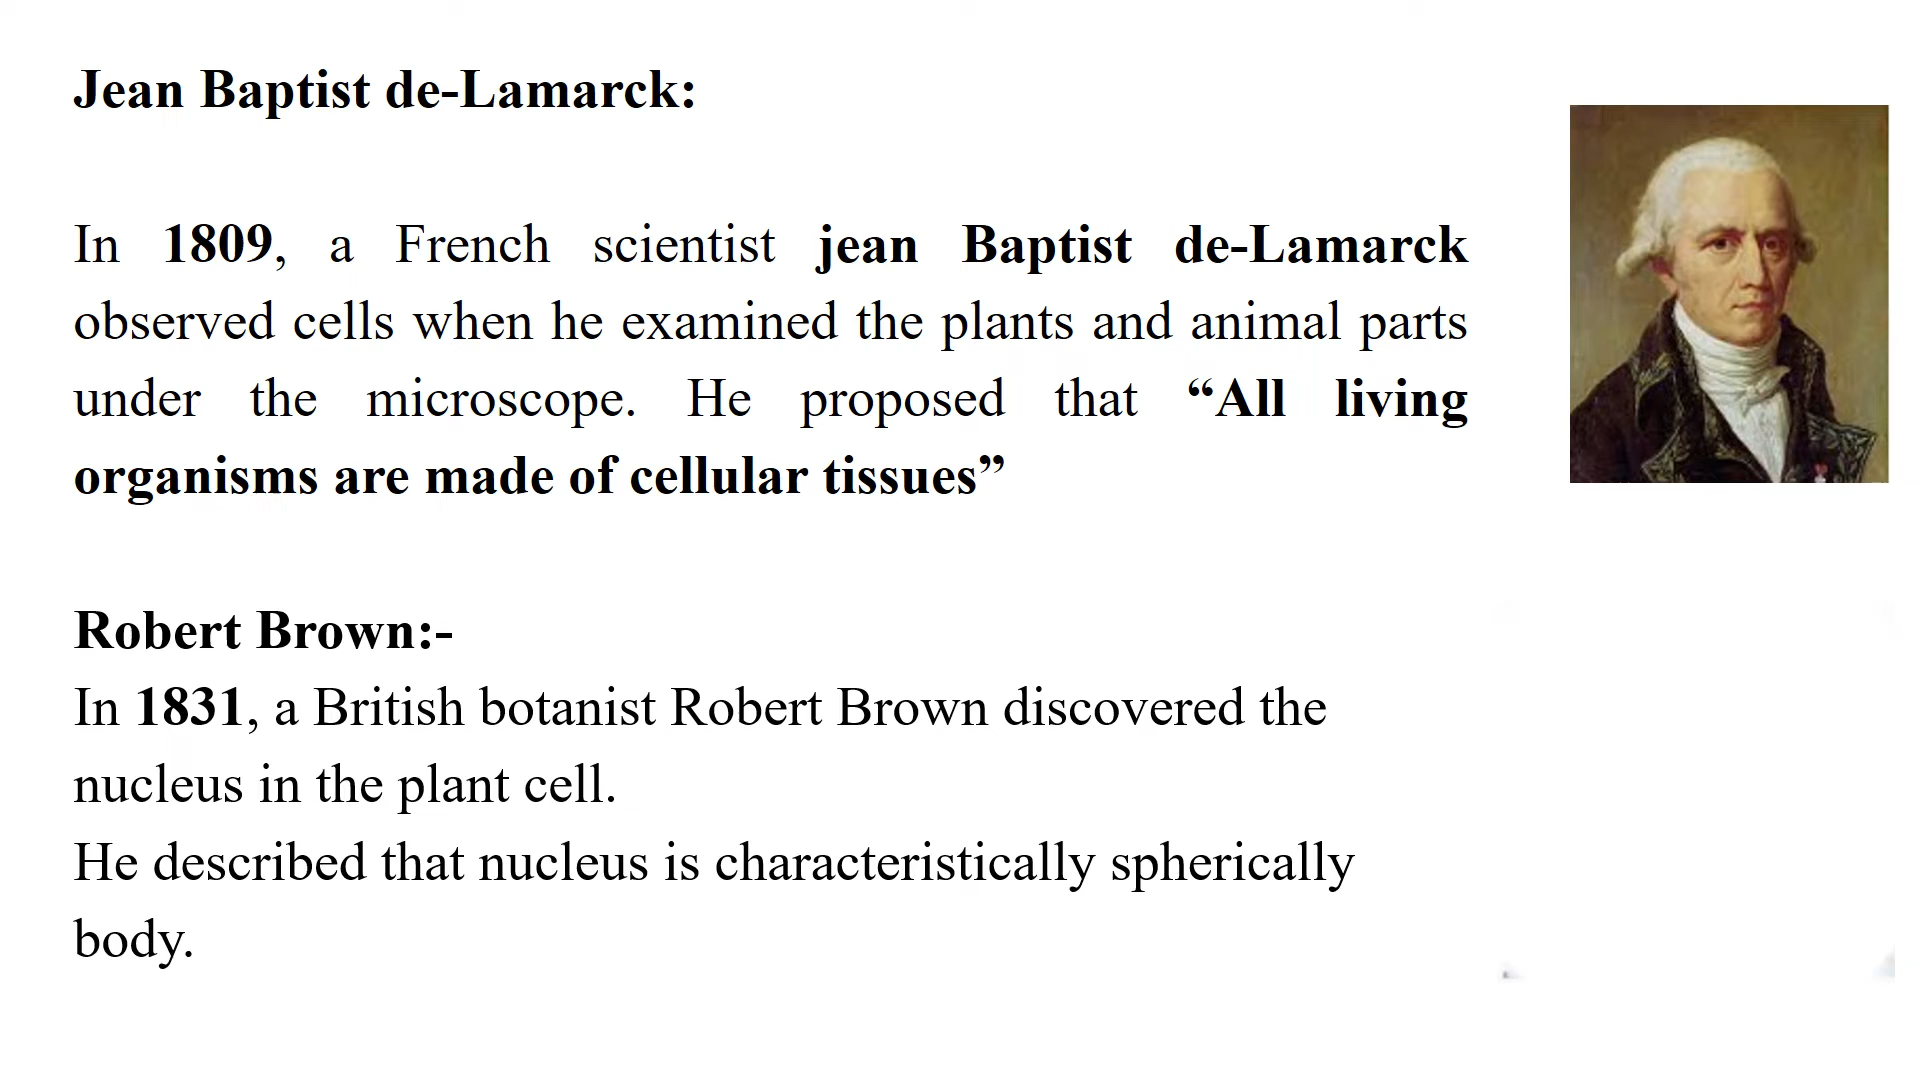 Jean Baptist de-Lamarck:
In 1809, a French scientist jean Baptist de-Lamarck
observed cells when he examined the plants and animal parts
under the microscope. He proposed that “All living
organisms are made of cellular tissues”
Robert Brown:-
In 1831, a British botanist Robert Brown discovered the
nucleus in the plant cell.
He described that nucleus is characteristically spherically
body.